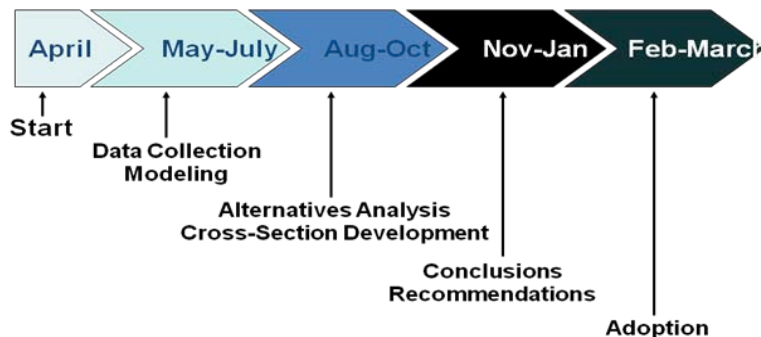 April
May-July
Aug-Oct
Nov-Jan
Feb-March
Start
Data Collection
Modeling
Alternatives Analysis
Cross-Section Development
Conclusions
Recommendations
Adoption